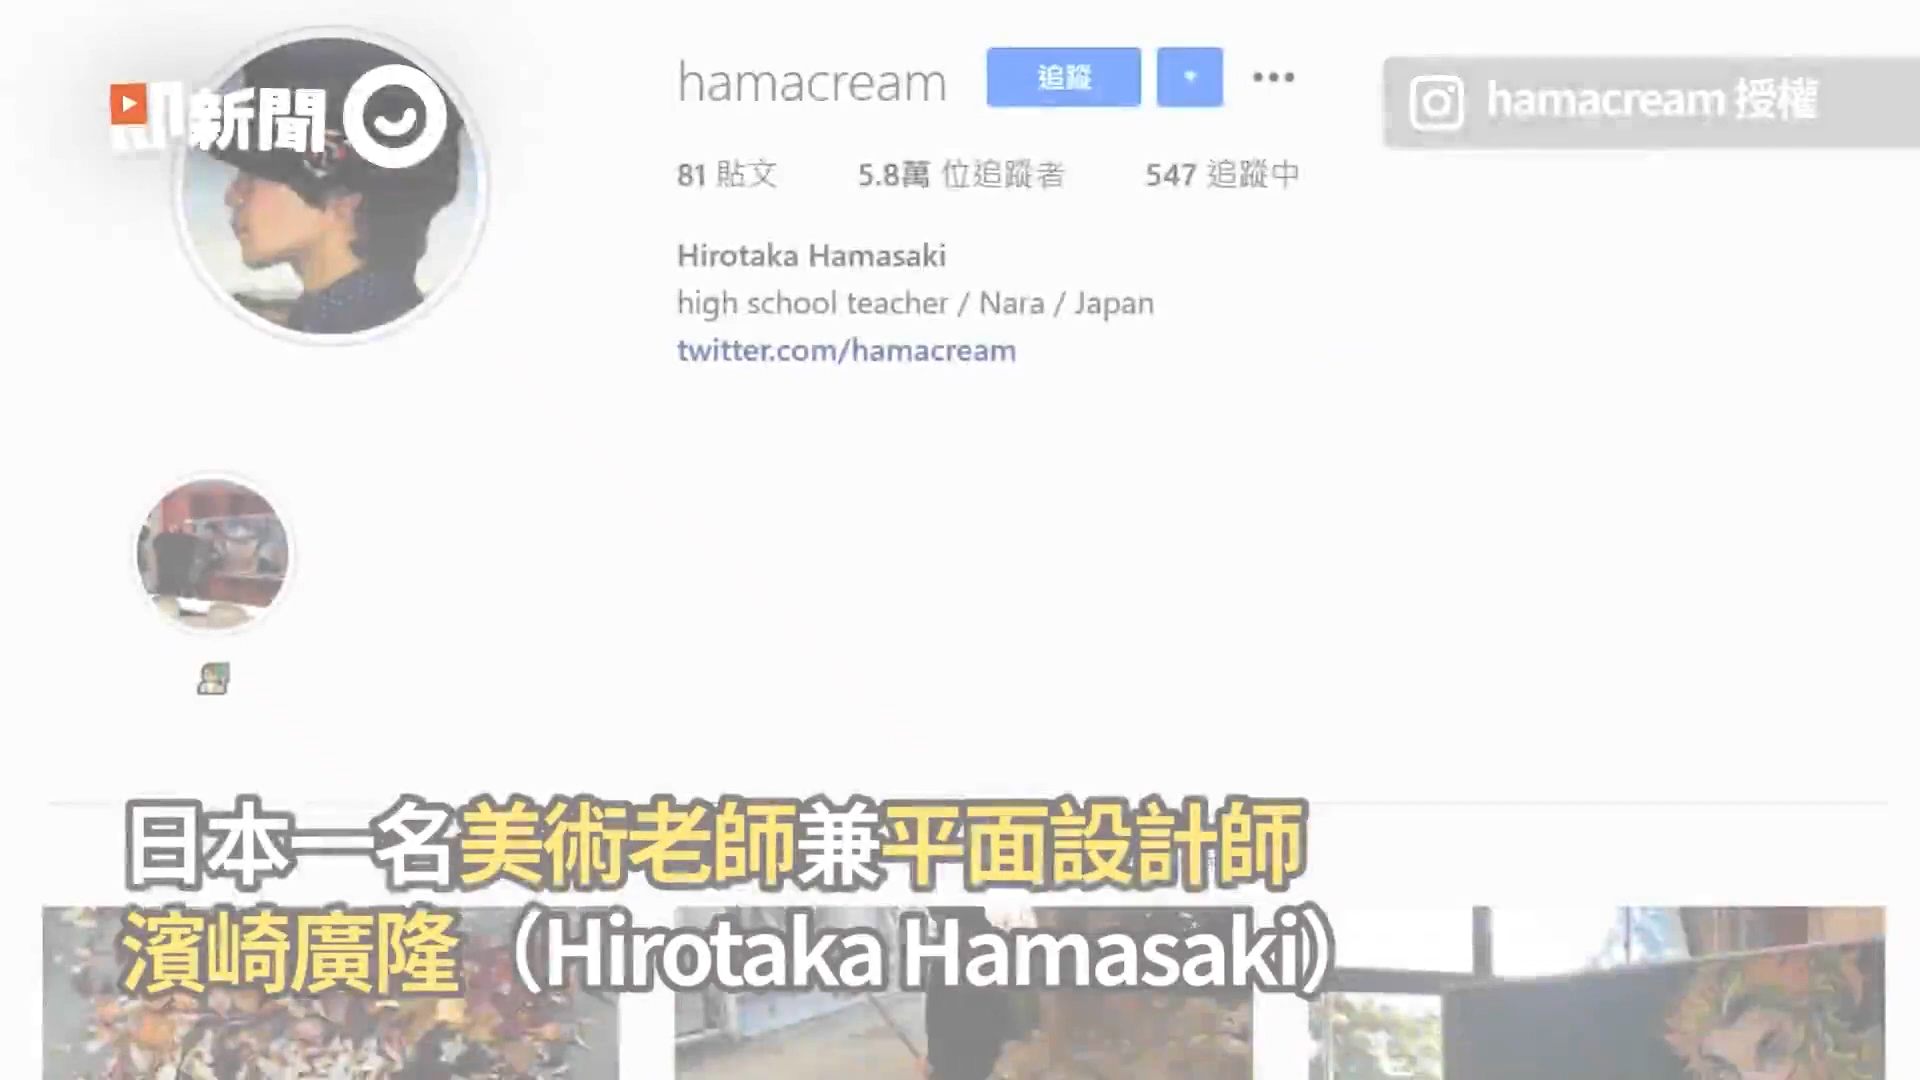 即新聞
hamacream 追蹤
hamacream 授權
81 貼文 5.8萬 位追蹤者 547 追蹤中
Hirotaka Hamasaki
high school teacher / Nara / Japan
twitter.com/hamacream
日本一名美術老師兼平面設計師
濱崎廣隆（Hirotaka Hamasaki）